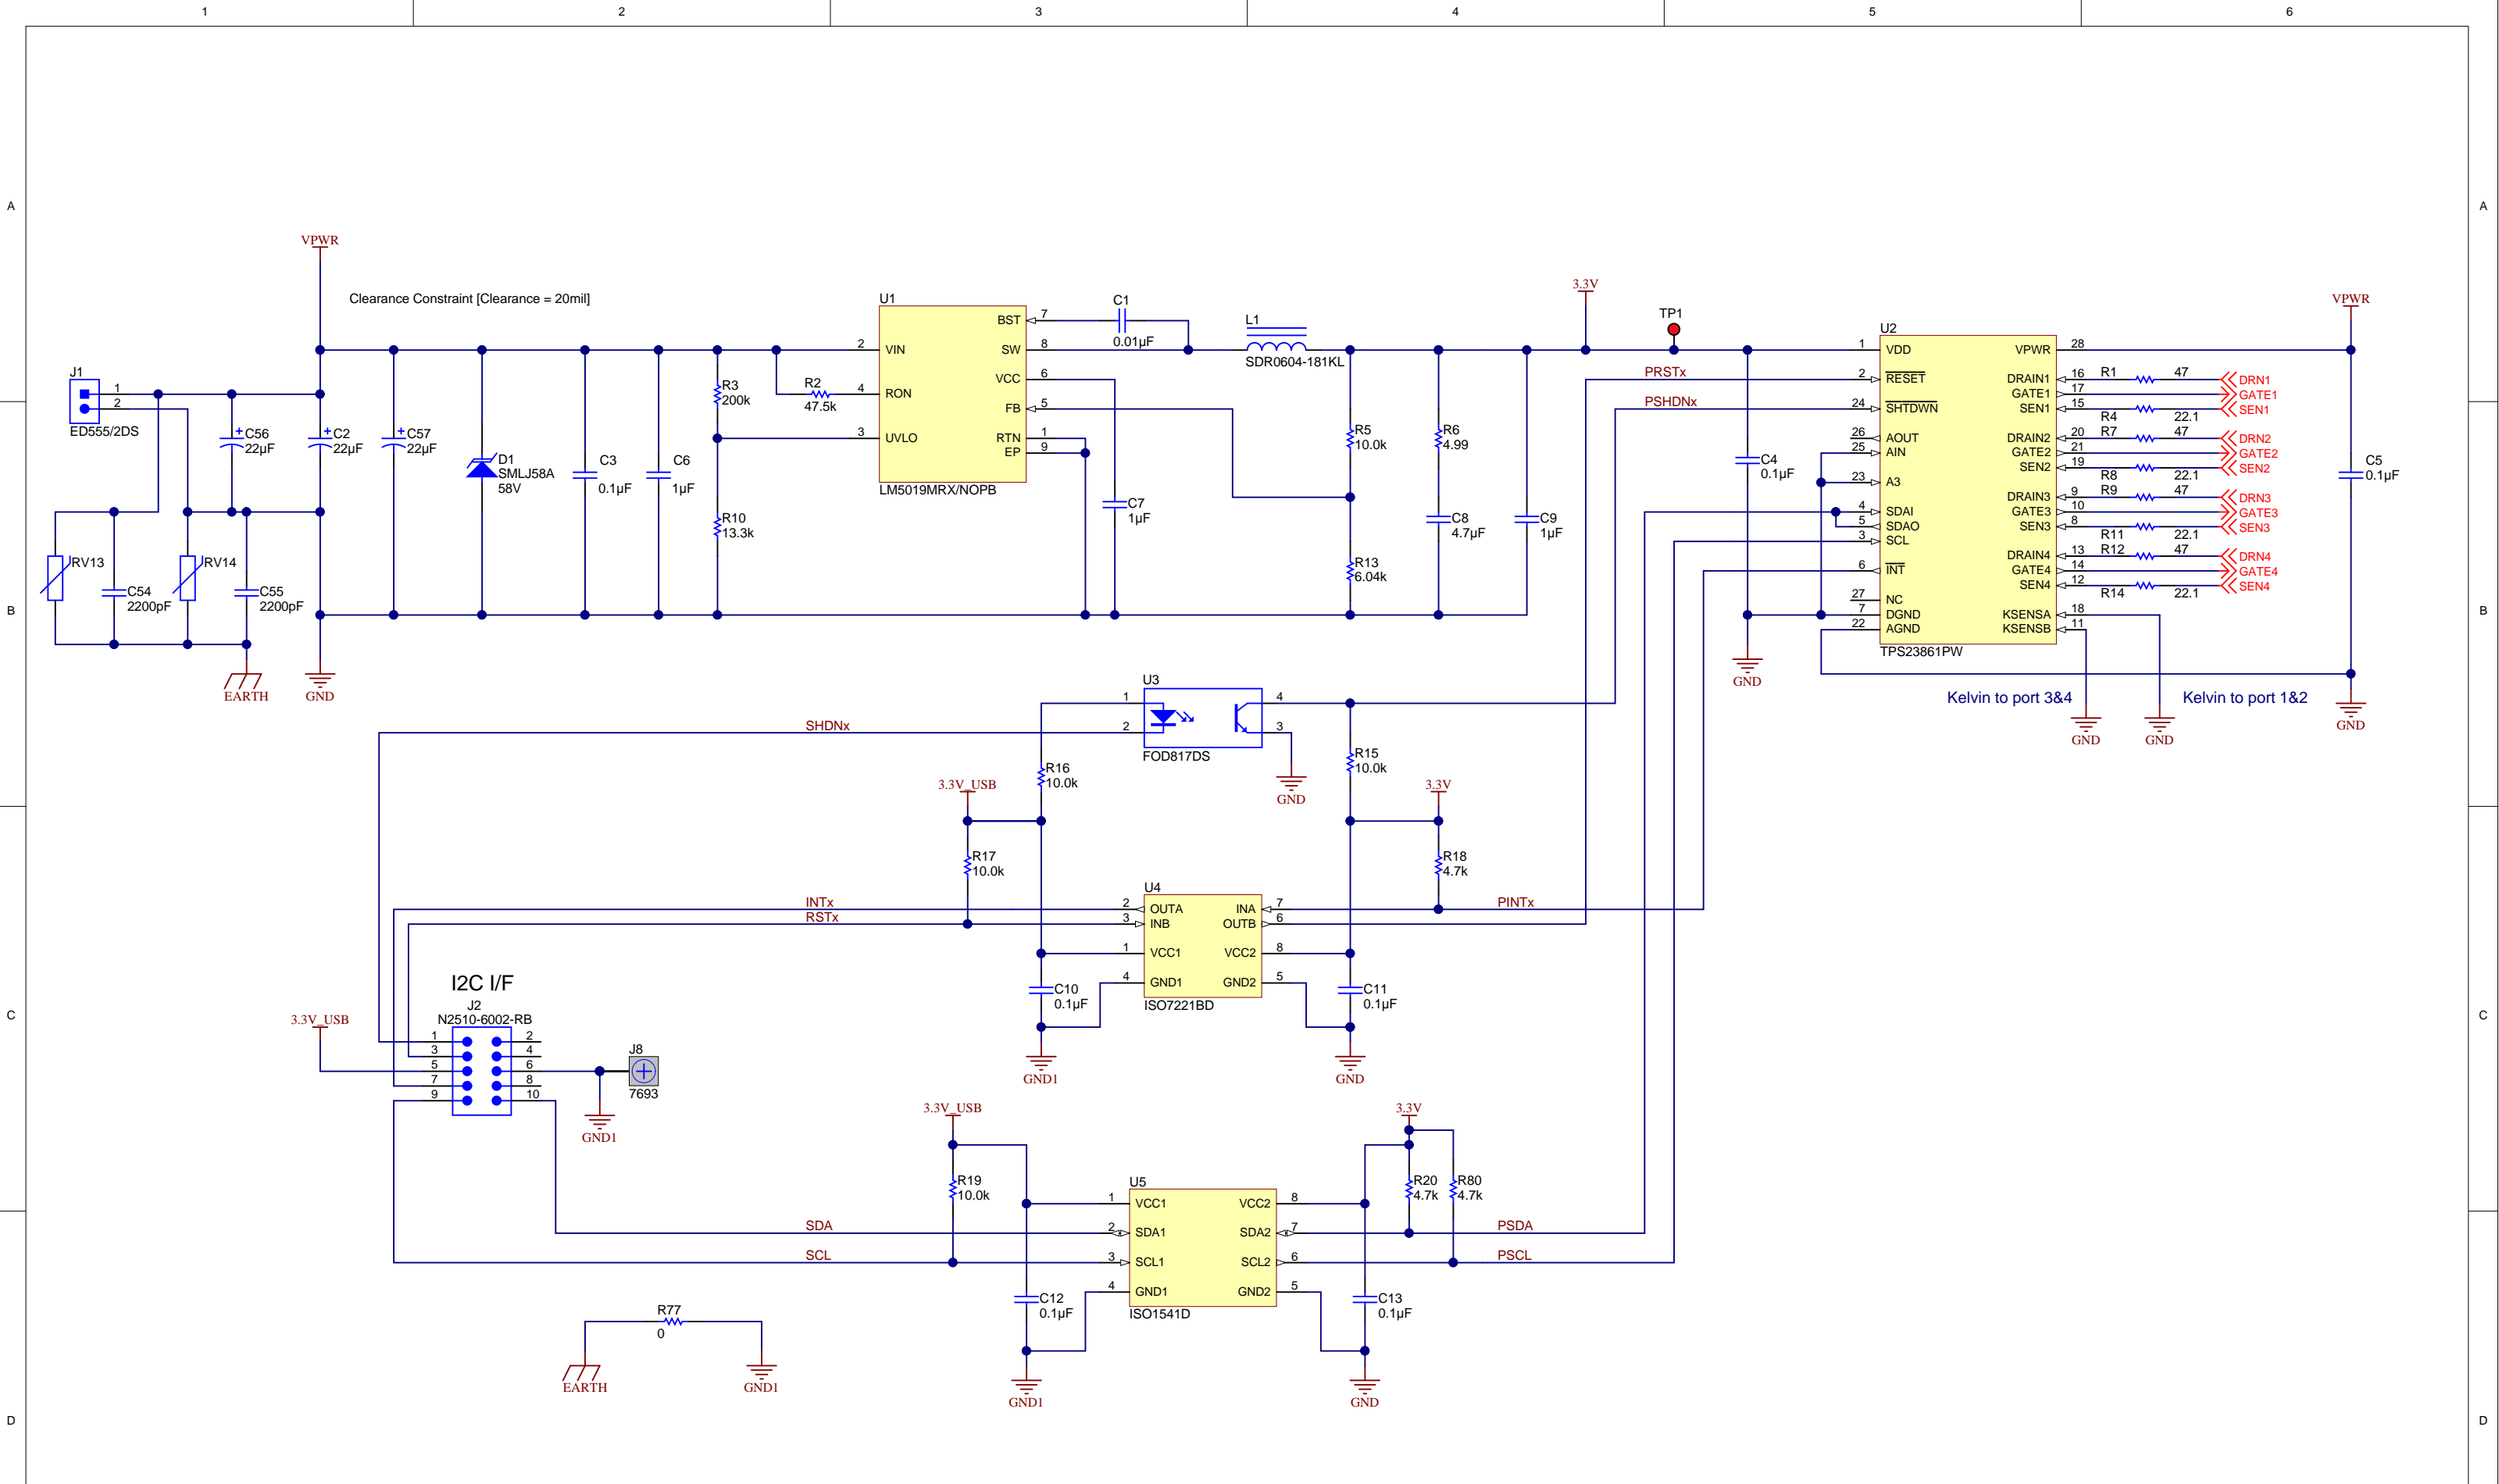 1 2 3 4 5 6
A A
VPWR
Clearance Constraint [Clearance = 20mil]
J1
1
2
ED555/2DS
C56
22µF
C2
22µF
C57
22µF
D1
SMLJ58A
58V
C3
0.1µF
C6
1µF
R3
200k
R2
47.5k
R10
13.3k
RV13
C54
2200pF
RV14
C55
2200pF
EARTH
GND
U1
2 VIN
4 RON
3 UVLO
BST 7
SW 8
VCC 6
FB 5
RTN 1
EP 9
LM5019MRX/NOPB
C1
0.01µF
L1
SDR0604-181KL
C7
1µF
R5
10.0k
R6
4.99
C8
4.7µF
C9
1µF
R13
6.04k
3.3V
TP1
PRSTx
PSHDNx
C4
0.1µF
GND
U2
1 VDD
2 RESET
24 SHTDWN
26 AOUT
25 AIN
23 A3
4 SDAI
5 SDAO
3 SCL
6 INT
27 NC
7 DGND
22 AGND
VPWR 28
DRAIN1 16 R1 47 DRN1
GATE1 17 GATE1
SEN1 15 R4 22.1 SEN1
DRAIN2 20 R7 47 DRN2
GATE2 21 GATE2
SEN2 19 R8 22.1 SEN2
DRAIN3 9 R9 47 DRN3
GATE3 10 GATE3
SEN3 8 R11 22.1 SEN3
DRAIN4 13 R12 47 DRN4
GATE4 14 GATE4
SEN4 12 R14 22.1 SEN4
KSENSA 18
KSENSB 11
TPS23861PW
VPWR
C5
0.1µF
GND
Kelvin to port 3&4
Kelvin to port 1&2
GND
GND
B B
U3
1
2
4
3
FOD817DS
SHDNx
GND
R16
10.0k
R15
10.0k
3.3V_USB
3.3V
R17
10.0k
R18
4.7k
U4
2 OUTA
3 INB
1 VCC1
4 GND1
INA 7
OUTB 6
VCC2 8
GND2 5
ISO7221BD
INTx
RSTx
PINTx
C10
0.1µF
C11
0.1µF
GND1
GND
C C
I2C I/F
J2
N2510-6002-RB
3.3V_USB
1 2
3 4
5 6
7 8
9 10
J8
7693
GND1
3.3V_USB
3.3V
R19
10.0k
R20
4.7k
R80
4.7k
U5
1 VCC1
2 SDA1
3 SCL1
4 GND1
VCC2 8
SDA2 7
SCL2 6
GND2 5
ISO1541D
SDA
SCL
PSDA
PSCL
C12
0.1µF
C13
0.1µF
GND1
GND
R77
0
EARTH
GND1
D D